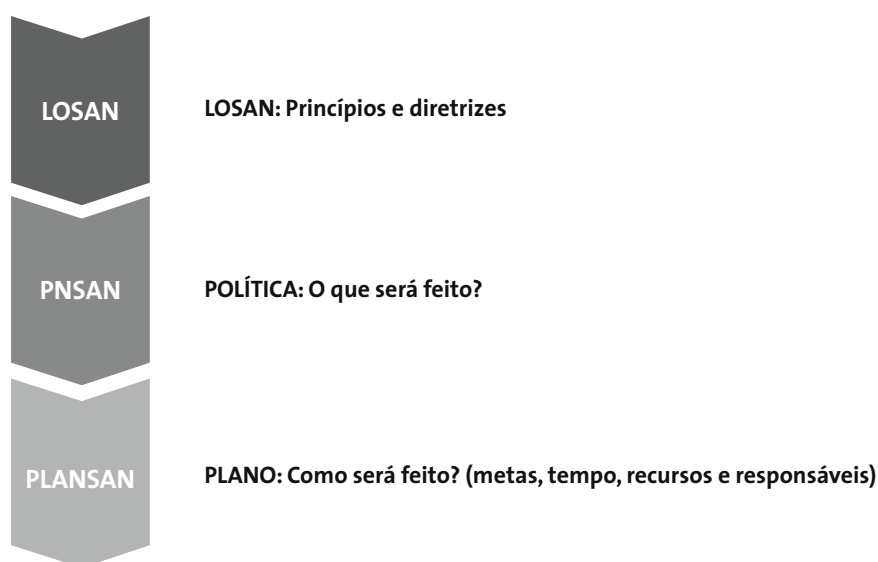 LOSAN
LOSAN: Princípios e diretrizes
PNSAN
POLÍTICA: O que será feito?
PLANSAN
PLANO: Como será feito? (metas, tempo, recursos e responsáveis)